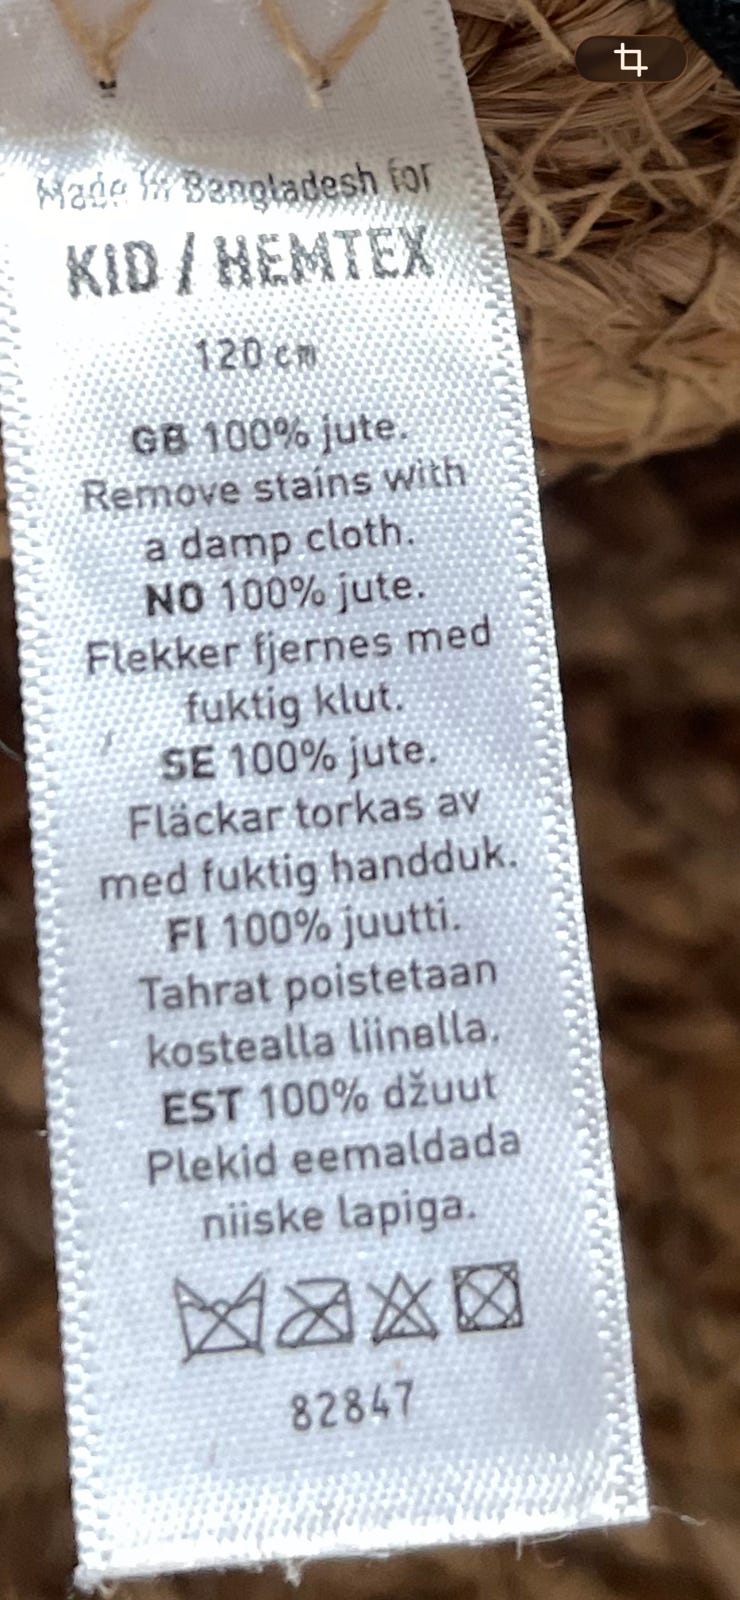 Made in Bangladesh for
KID / HEMTEX
120 cm
GB 100% jute.
Remove stains with
a damp cloth.
NO 100% jute.
Flekker fjernes med
fuktig klut.
SE 100% jute.
Fläckar torkas av
med fuktig handduk.
FI 100% juutti.
Tahrat poistetaan
kostealla liinalla.
EST 100% džuut
Plekid eemaldada
niiske lapiga.
82847